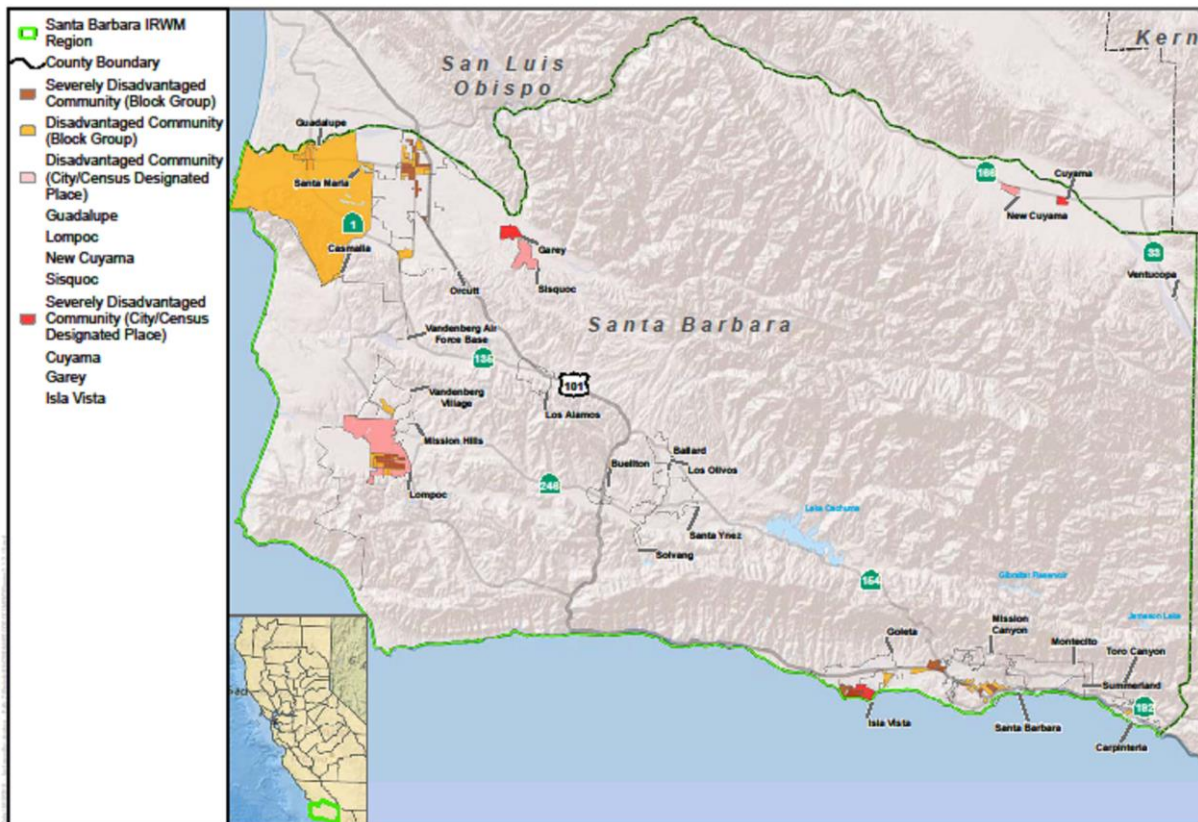 Santa Barbara IRWM
Region
County Boundary
Severely Disadvantaged
Community (Block Group)
Disadvantaged Community
(Block Group)
Disadvantaged Community
(City/Census Designated
Place)
Guadalupe
Lompoc
New Cuyama
Sisquoc
Severely Disadvantaged
Community (City/Census
Designated Place)
Cuyama
Garey
Isla Vista
Kern
San Luis
Obispo
Guadalupe
Santa Maria
166
Cuyama
New Cuyama
1
Casmalia
Garey
33
Ventucopa
Orcutt
Sisquoc
Santa Barbara
Vandenberg Air
Force Base
135
101
Vandenberg
Village
Los Alamos
Mission Hills
Ballard
Buellton
Los Olivos
Lompoc
246
Lake Cachuma
Santa Ynez
Solvang
154
Gibraltar Reservoir
Jameson Lake
Goleta
Mission
Canyon
Montecito
Toro Canyon
Summerland
192
Isla Vista
Santa Barbara
Carpinteria